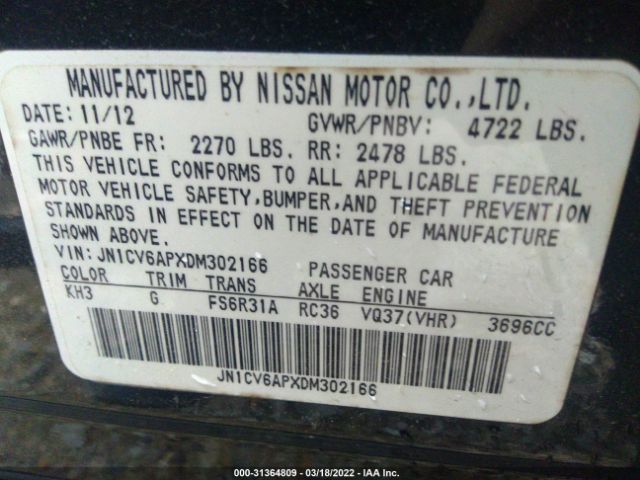 MANUFACTURED BY NISSAN MOTOR CO.,LTD.
DATE: 11/12 GVWR/PNBV: 4722 LBS.
GAWR/PNBE FR: 2270 LBS. RR: 2478 LBS.
THIS VEHICLE CONFORMS TO ALL APPLICABLE FEDERAL
MOTOR VEHICLE SAFETY,BUMPER,AND THEFT PREVENTION
STANDARDS IN EFFECT ON THE DATE OF MANUFACTURE
SHOWN ABOVE.
VIN: JN1CV6APXDM302166 PASSENGER CAR
COLOR TRIM TRANS AXLE ENGINE
KH3 G FS6R31A RC36 VQ37(VHR) 3696CC
JN1CV6APXDM302166
000-31364809 — 03/18/2022 — IAA Inc.